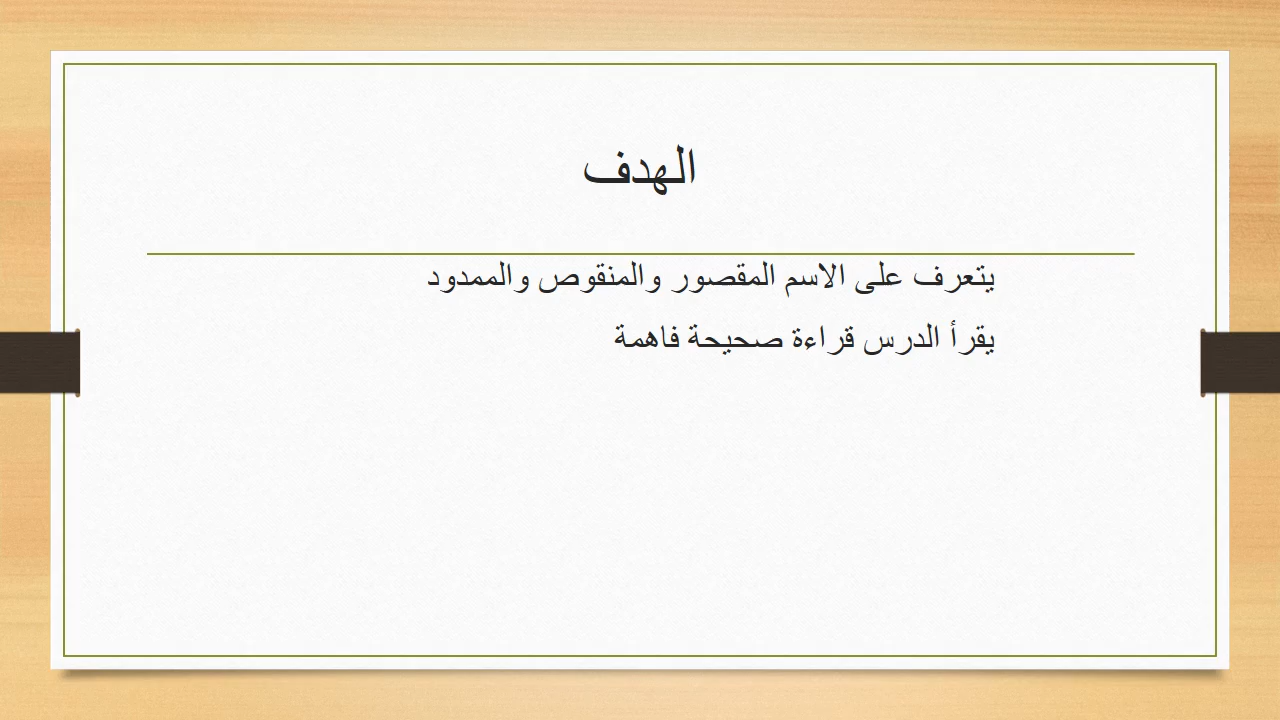 الهدف
يتعرف على الاسم المقصور والمنقوص والممدود
يقرأ الدرس قراءة صحيحة فاهمة